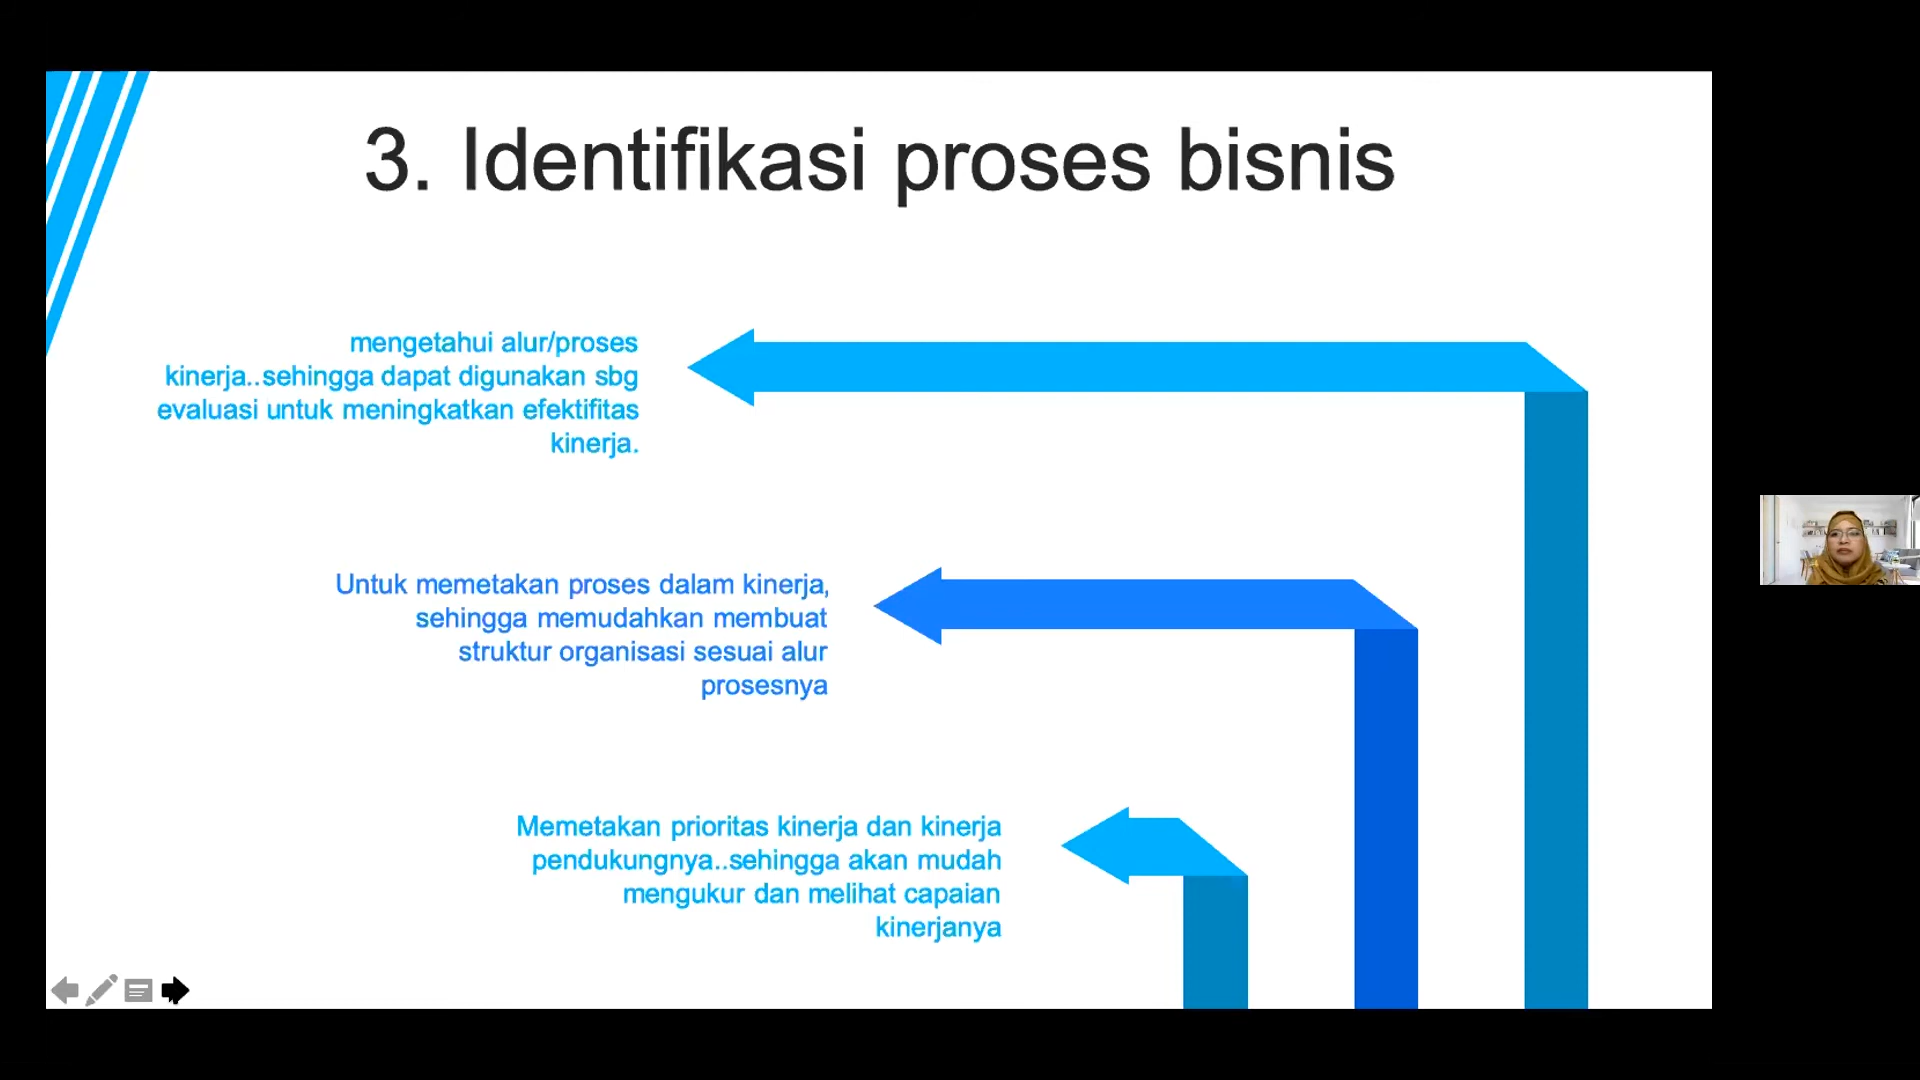 3. Identifikasi proses bisnis
mengetahui alur/proses
kinerja..sehingga dapat digunakan sbg
evaluasi untuk meningkatkan efektifitas
kinerja.
Untuk memetakan proses dalam kinerja,
sehingga memudahkan membuat
struktur organisasi sesuai alur
prosesnya
Memetakan prioritas kinerja dan kinerja
pendukungnya..sehingga akan mudah
mengukur dan melihat capaian
kinerjanya